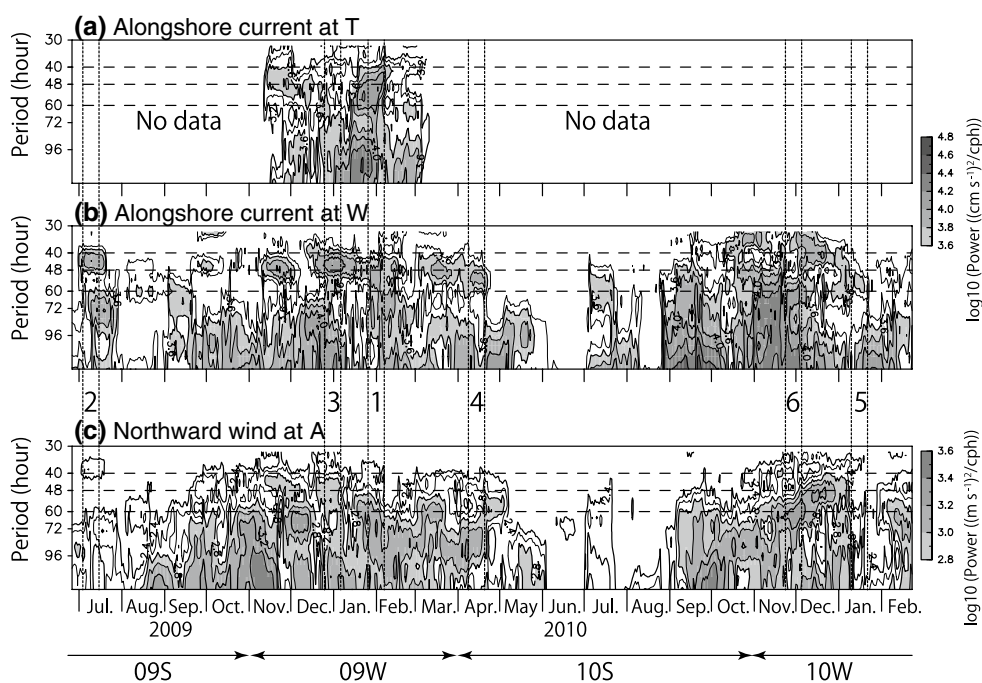 (a) Alongshore current at T
Period (hour)
30
40
48
60
72
96
No data
No data
(b) Alongshore current at W
Period (hour)
30
40
48
60
72
96
4.8
4.6
4.4
4.2
4.0
3.8
3.6
log10 (Power ((cm s⁻¹)²/cph))
2 3 1 4 6 5
(c) Northward wind at A
Period (hour)
30
40
48
60
72
96
3.6
3.4
3.2
3.0
2.8
log10 (Power ((m s⁻¹)²/cph))
Jul. Aug. Sep. Oct. Nov. Dec. Jan. Feb. Mar. Apr. May Jun. Jul. Aug. Sep. Oct. Nov. Dec. Jan. Feb.
2009 2010
09S 09W 10S 10W